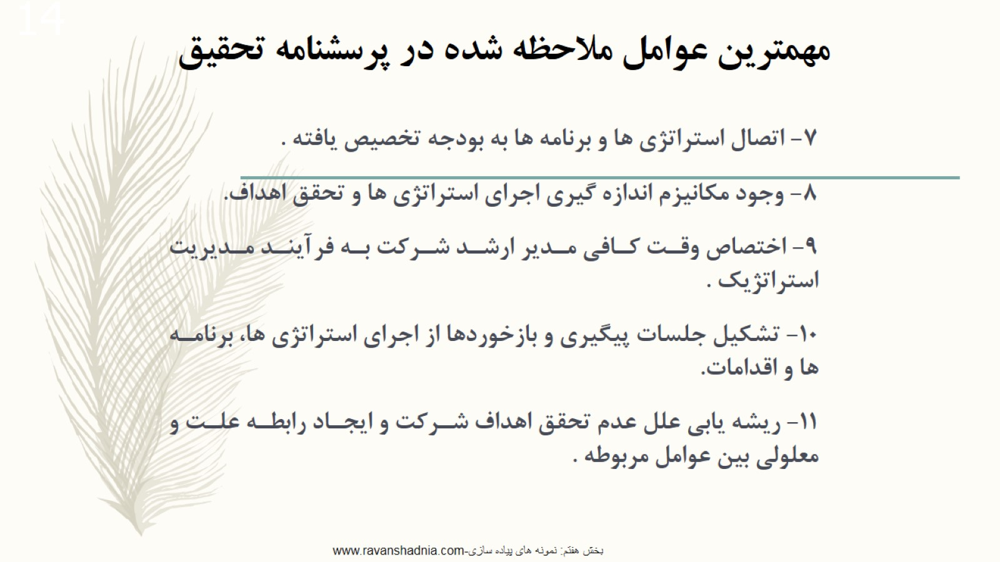 14
مهمترین عوامل ملاحظه شده در پرسشنامه تحقیق
۷- اتصال استراتژی ها و برنامه ها به بودجه تخصیص یافته .
۸- وجود مکانیزم اندازه گیری اجرای استراتژی ها و تحقق اهداف.
۹- اختصاص وقت کافی مدیر ارشد شرکت به فرآیند مدیریت
استراتژیک .
۱۰- تشکیل جلسات پیگیری و بازخوردها از اجرای استراتژی ها، برنامه
ها و اقدامات.
۱۱- ریشه یابی علل عدم تحقق اهداف شرکت و ایجاد رابطه علت و
معلولی بین عوامل مربوطه .
بخش هفتم: نمونه های پیاده سازی-www.ravanshadnia.com